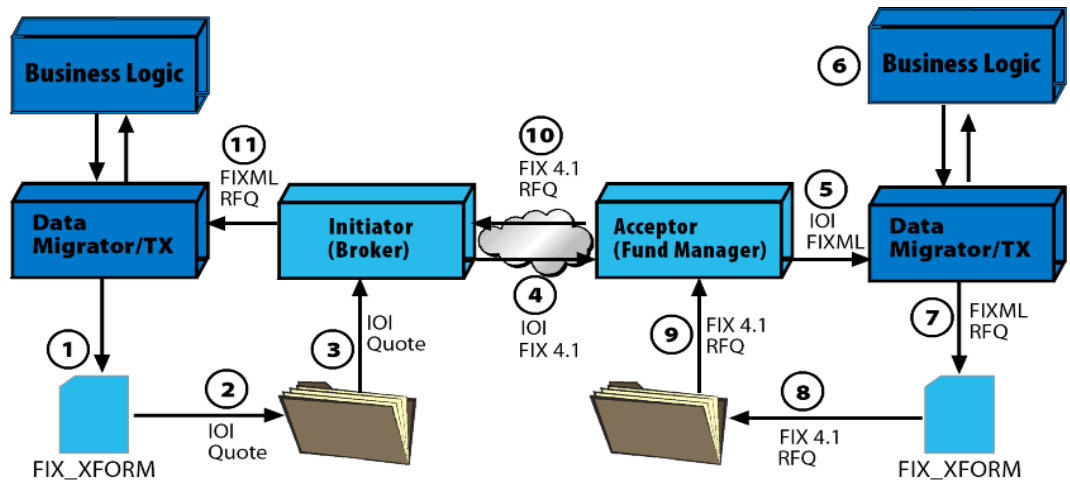 Business Logic
6
Business Logic
11
FIXML
RFQ
10
FIX 4.1
RFQ
5
IOI
FIXML
Data
Migrator/TX
Initiator
(Broker)
Acceptor
(Fund Manager)
Data
Migrator/TX
4
IOI
FIX 4.1
1
2
IOI
Quote
3
IOI
Quote
9
FIX 4.1
RFQ
7
FIXML
RFQ
8
FIX 4.1
RFQ
FIX_XFORM
FIX_XFORM